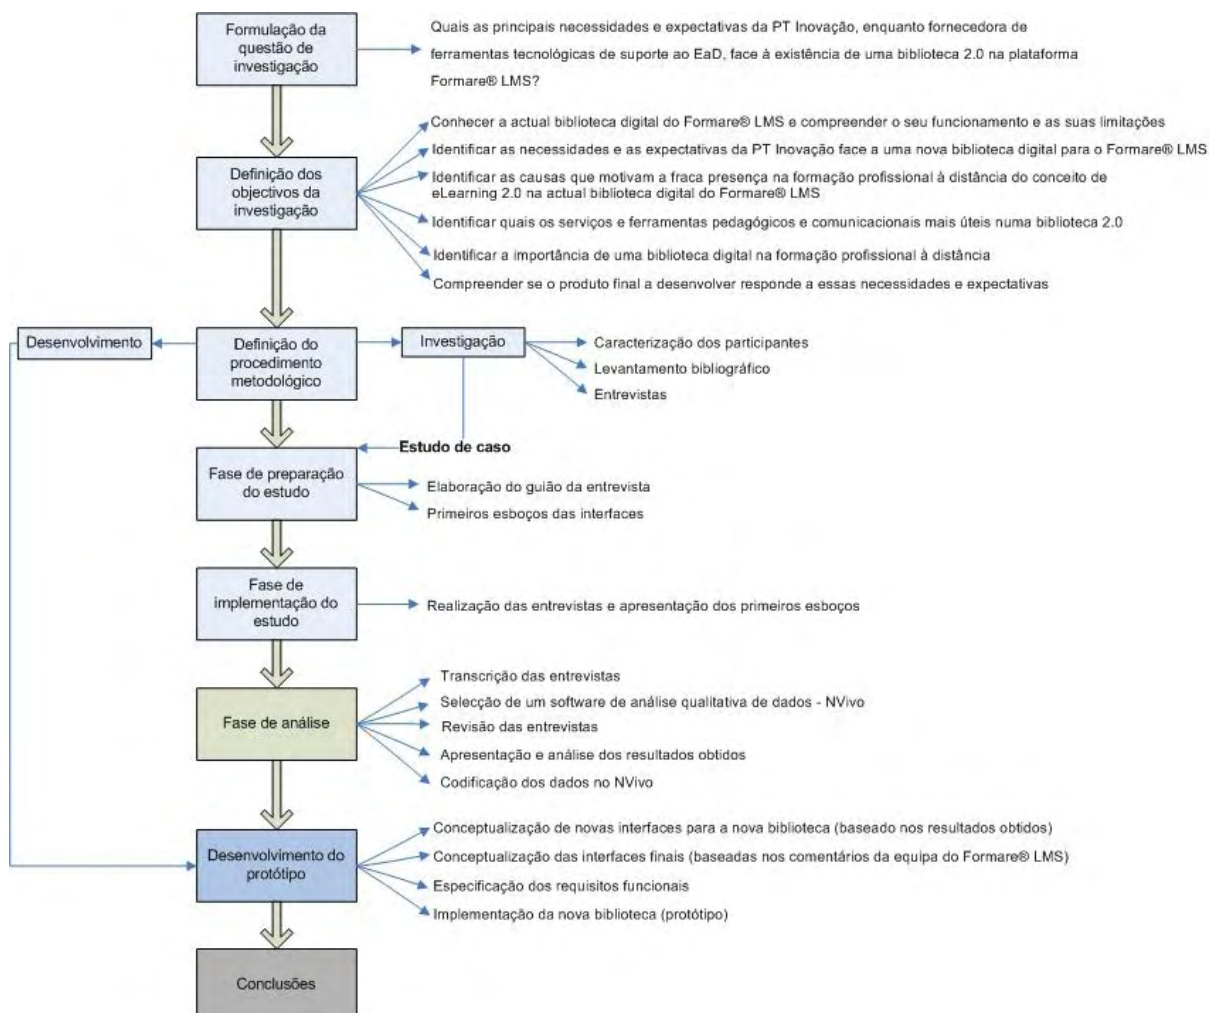 Formulação da
questão de
investigação
Quais as principais necessidades e expectativas da PT Inovação, enquanto fornecedora de
ferramentas tecnológicas de suporte ao EaD, face à existência de uma biblioteca 2.0 na plataforma
Formare® LMS?
Definição dos
objectivos da
investigação
Conhecer a actual biblioteca digital do Formare® LMS e compreender o seu funcionamento e as suas limitações
Identificar as necessidades e as expectativas da PT Inovação face a uma nova biblioteca digital para o Formare® LMS
Identificar as causas que motivam a fraca presença na formação profissional à distância do conceito de
eLearning 2.0 na actual biblioteca digital do Formare® LMS
Identificar quais os serviços e ferramentas pedagógicos e comunicacionais mais úteis numa biblioteca 2.0
Identificar a importância de uma biblioteca digital na formação profissional à distância
Compreender se o produto final a desenvolver responde a essas necessidades e expectativas
Desenvolvimento
Definição do
procedimento
metodológico
Investigação
Caracterização dos participantes
Levantamento bibliográfico
Entrevistas
Estudo de caso
Fase de preparação
do estudo
Elaboração do guião da entrevista
Primeiros esboços das interfaces
Fase de
implementação do
estudo
Realização das entrevistas e apresentação dos primeiros esboços
Fase de análise
Transcrição das entrevistas
Selecção de um software de análise qualitativa de dados - NVivo
Revisão das entrevistas
Apresentação e análise dos resultados obtidos
Codificação dos dados no NVivo
Desenvolvimento do
protótipo
Conceptualização de novas interfaces para a nova biblioteca (baseado nos resultados obtidos)
Conceptualização das interfaces finais (baseadas nos comentários da equipa do Formare® LMS)
Especificação dos requisitos funcionais
Implementação da nova biblioteca (protótipo)
Conclusões